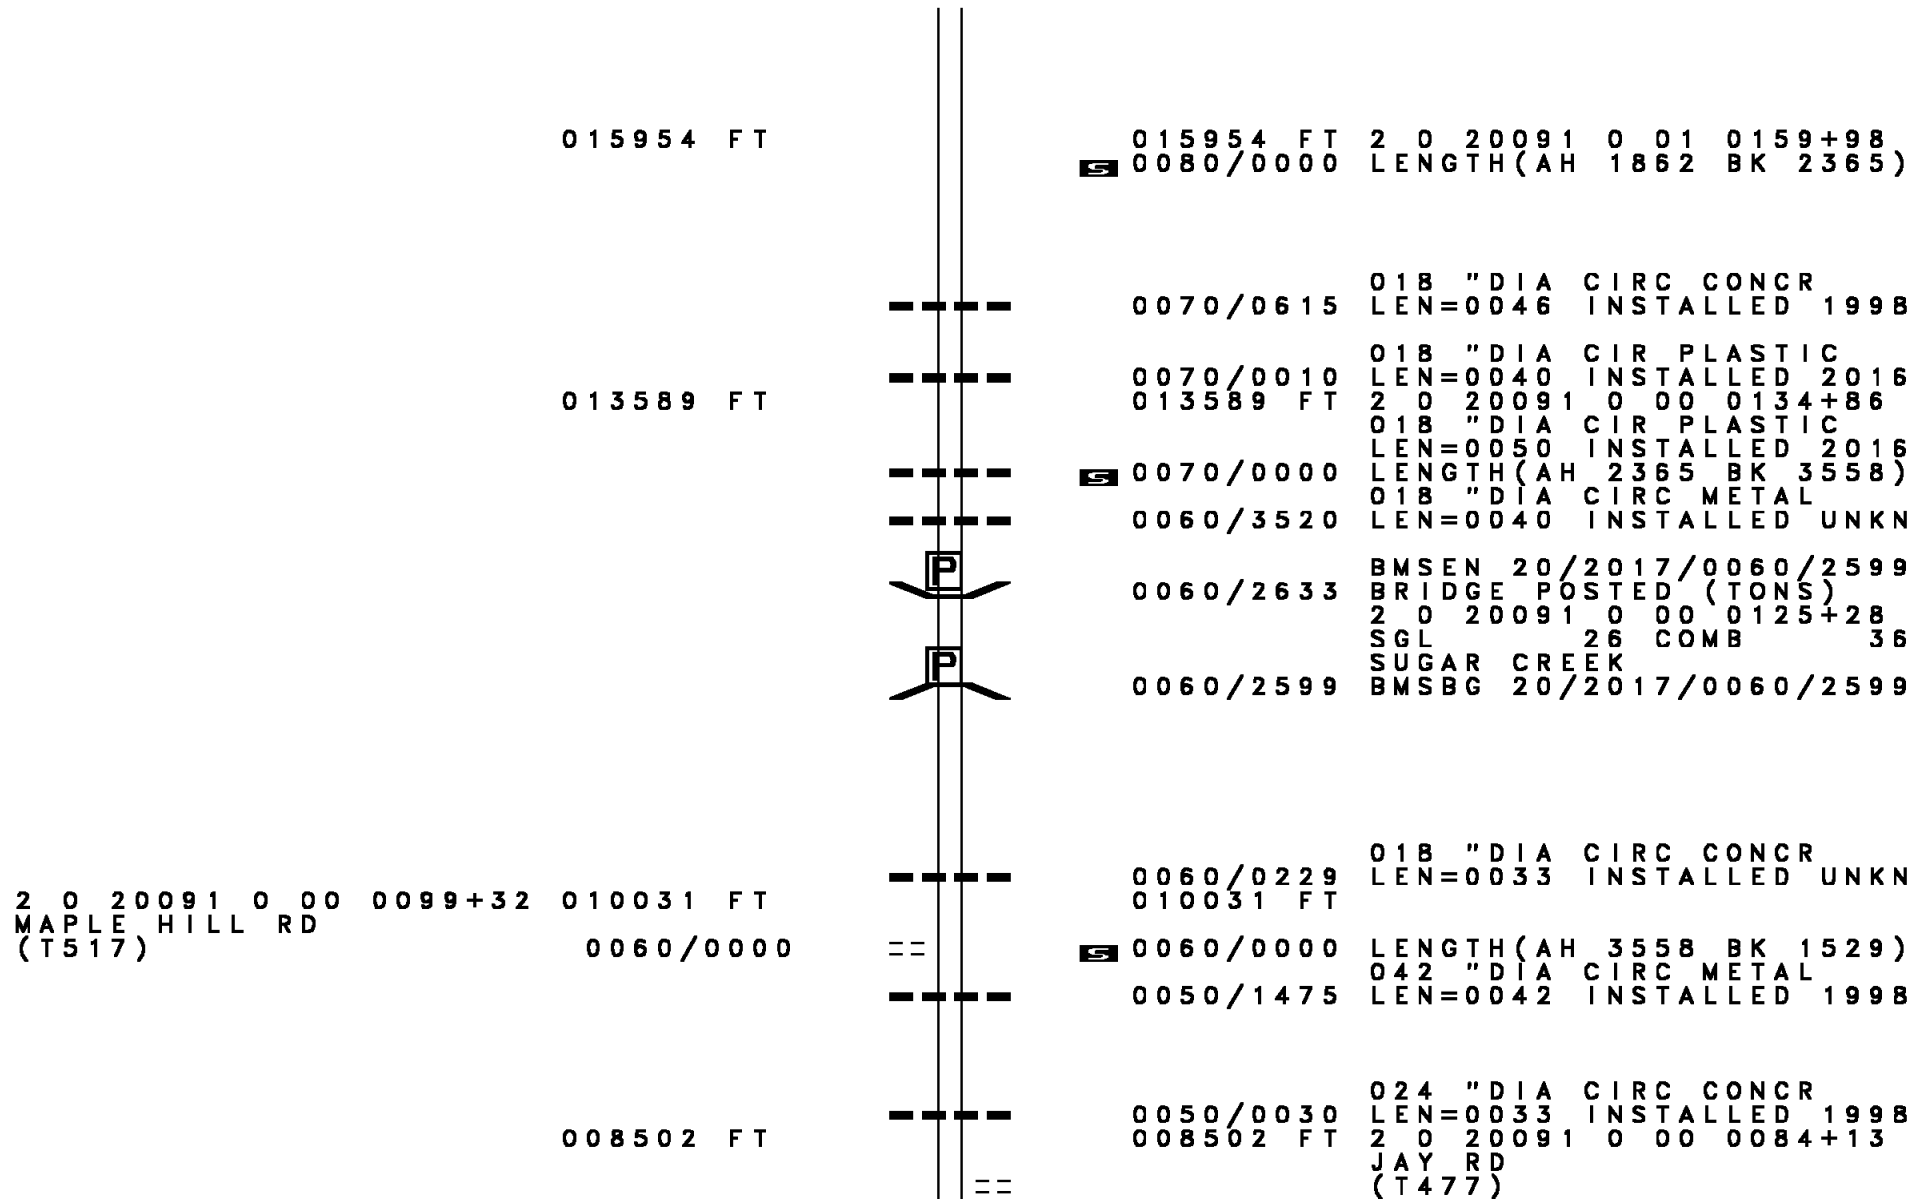 015954 FT 015954 FT 2 0 20091 0 01 0159+98
S 0080/0000 LENGTH(AH 1862 BK 2365)
018 "DIA CIRC CONCR
0070/0615 LEN=0046 INSTALLED 1998
018 "DIA CIR PLASTIC
0070/0010 LEN=0040 INSTALLED 2016
013589 FT 013589 FT 2 0 20091 0 00 0134+86
018 "DIA CIR PLASTIC
LEN=0050 INSTALLED 2016
S 0070/0000 LENGTH(AH 2365 BK 3558)
018 "DIA CIRC METAL
0060/3520 LEN=0040 INSTALLED UNKN
P BMSEN 20/2017/0060/2599
0060/2633 BRIDGE POSTED (TONS)
2 0 20091 0 00 0125+28
SGL 26 COMB 36
P SUGAR CREEK
0060/2599 BMSBG 20/2017/0060/2599
018 "DIA CIRC CONCR
0060/0229 LEN=0033 INSTALLED UNKN
2 0 20091 0 00 0099+32 010031 FT 010031 FT
MAPLE HILL RD
(T517) 0060/0000 S 0060/0000 LENGTH(AH 3558 BK 1529)
042 "DIA CIRC METAL
0050/1475 LEN=0042 INSTALLED 1998
024 "DIA CIRC CONCR
0050/0030 LEN=0033 INSTALLED 1998
008502 FT 008502 FT 2 0 20091 0 00 0084+13
JAY RD
(T477)